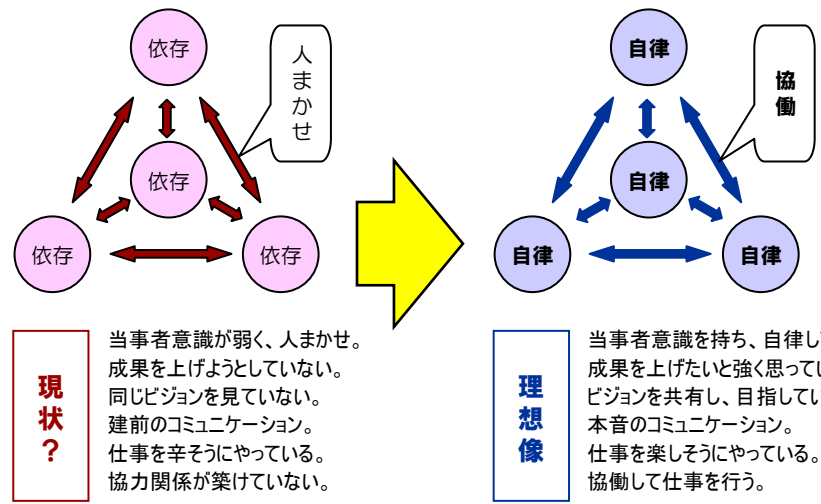 依存
人まかせ
依存
依存
依存
自律
協働
自律
自律
自律
現状？
当事者意識が弱く、人まかせ。
成果を上げようとしていない。
同じビジョンを見ていない。
建前のコミュニケーション。
仕事を辛そうにやっている。
協力関係が築けていない。
理想像
当事者意識を持ち、自律し
成果を上げたいと強く思ってい
ビジョンを共有し、目指してい
本音のコミュニケーション。
仕事を楽しそうにやっている。
協働して仕事を行う。